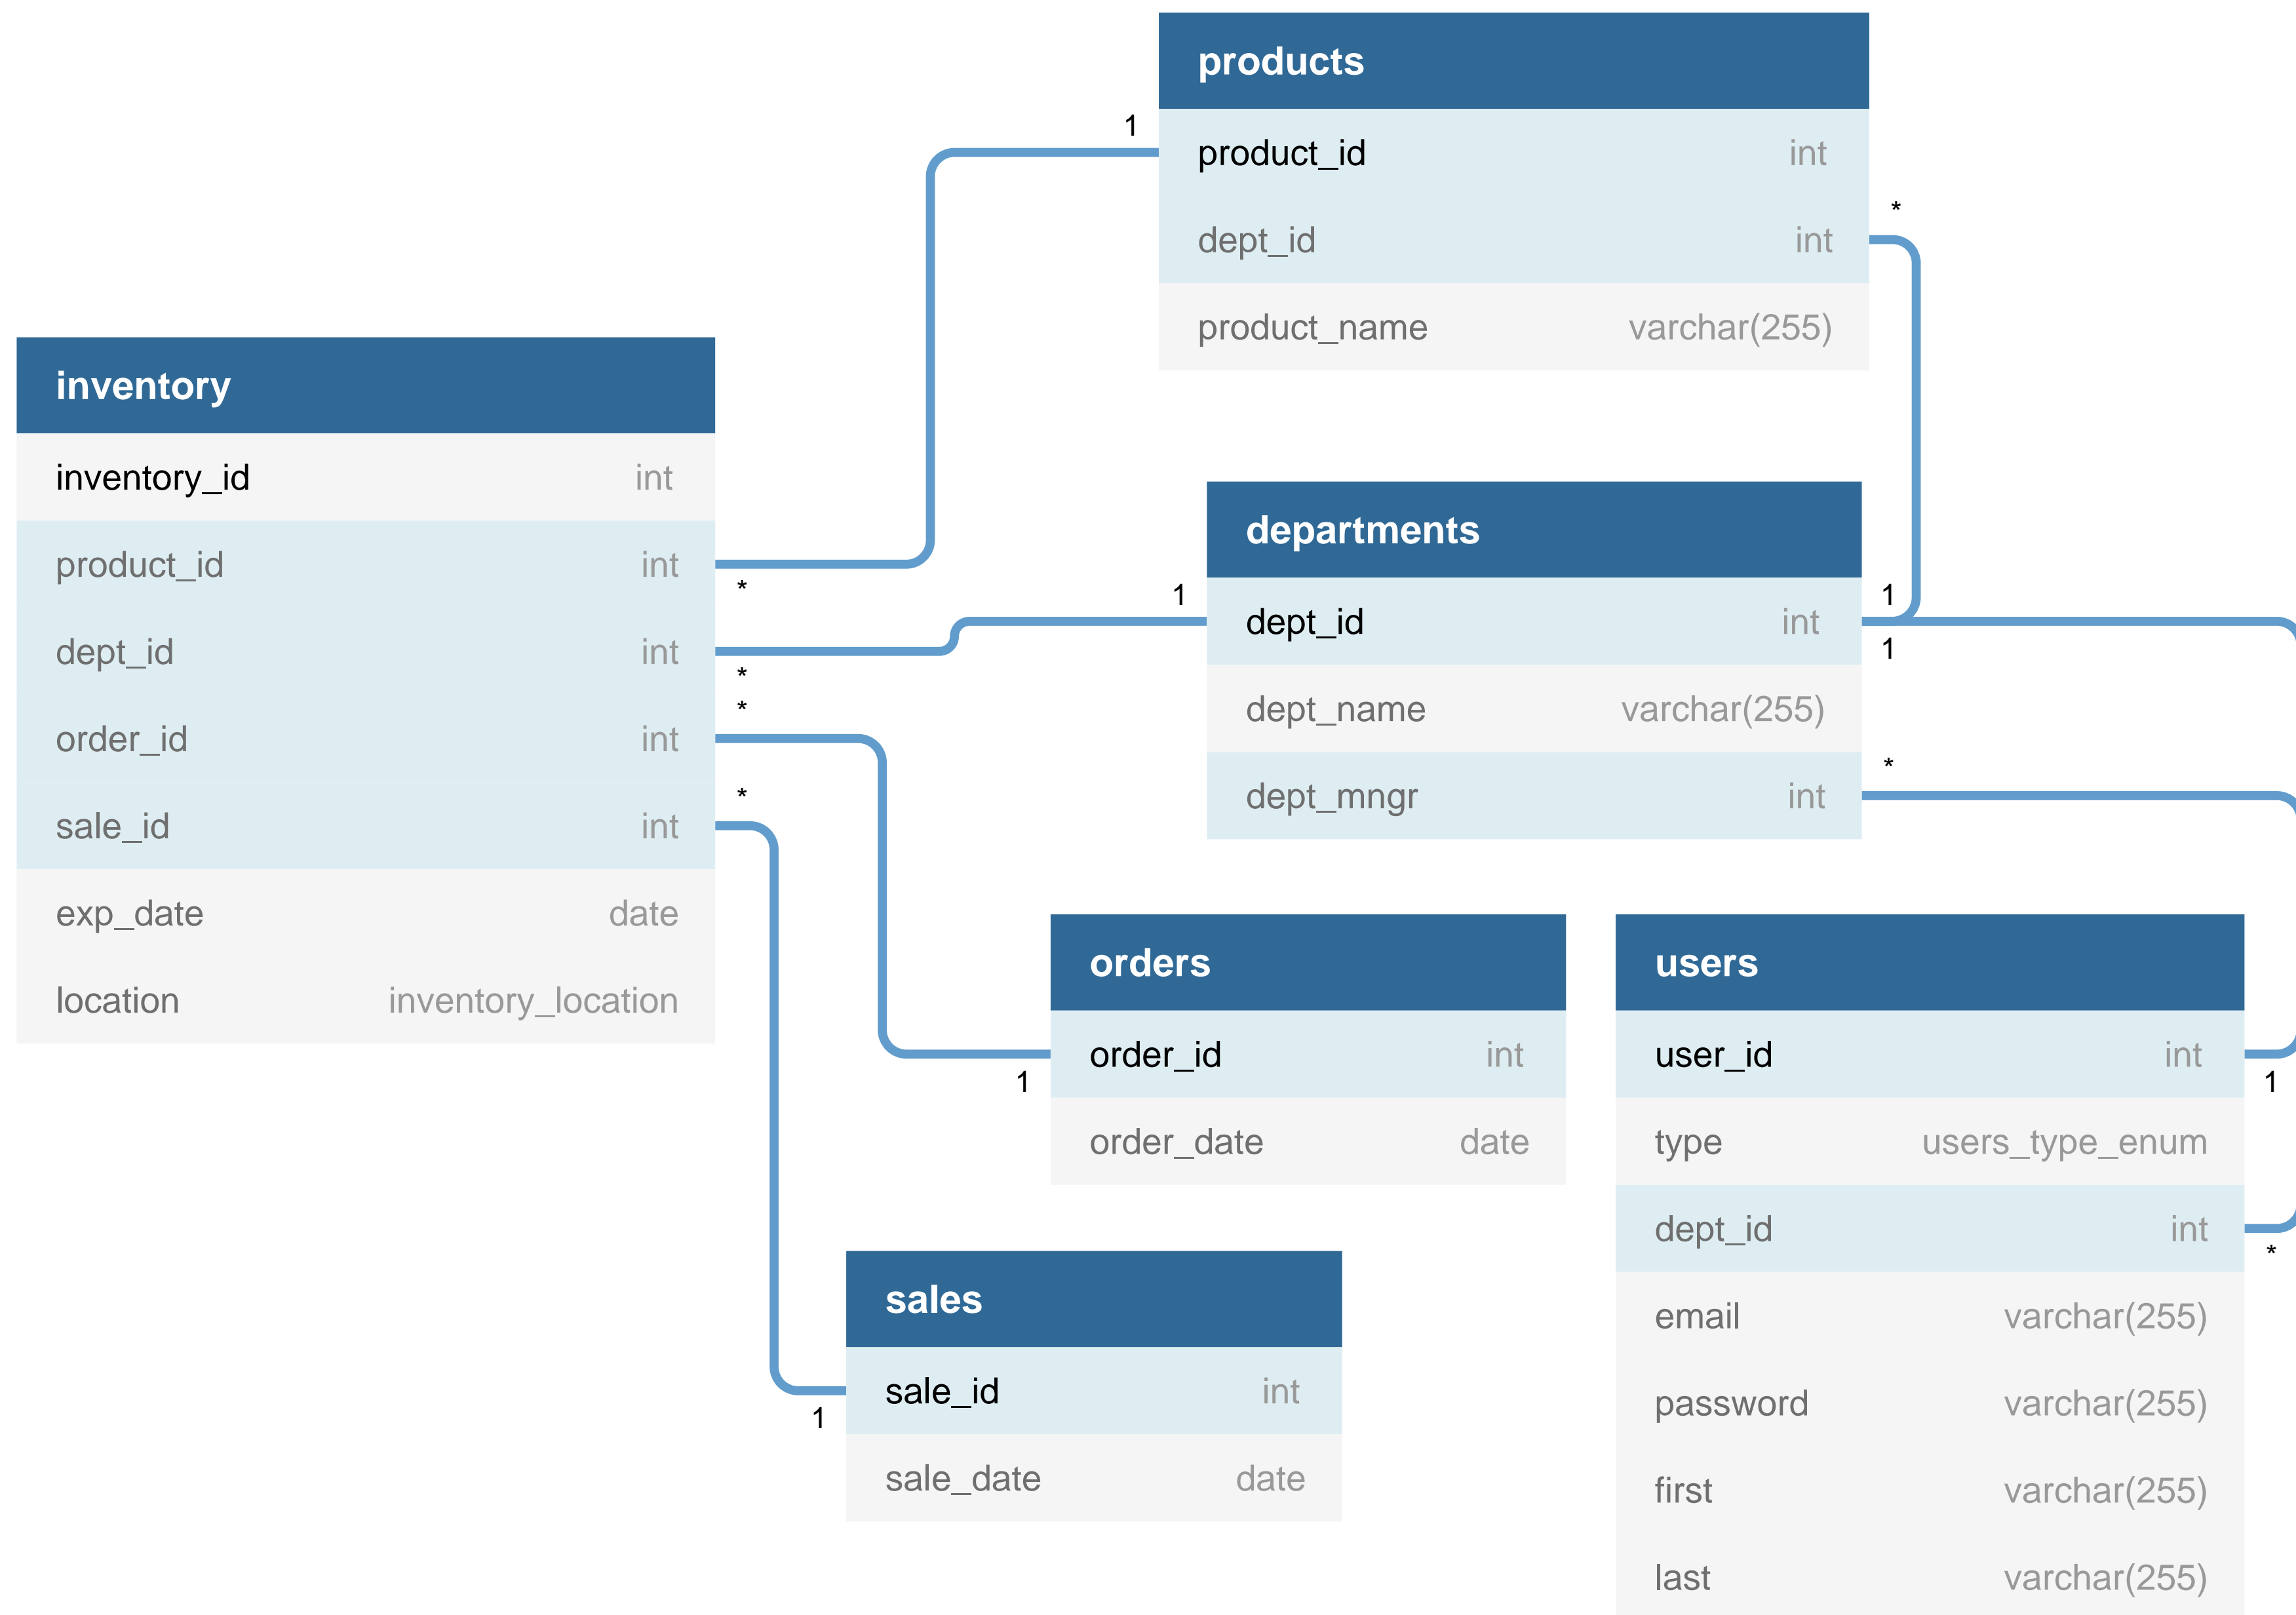 products
1
product_id int
*
dept_id int
product_name varchar(255)
inventory
inventory_id int
product_id int
*
dept_id int
*
*
order_id int
*
sale_id int
exp_date date
location inventory_location
departments
1
1
dept_id int
1
dept_name varchar(255)
*
dept_mngr int
orders
order_id int
1
order_date date
users
user_id int
1
type users_type_enum
dept_id int
*
email varchar(255)
password varchar(255)
first varchar(255)
last varchar(255)
sales
sale_id int
1
sale_date date